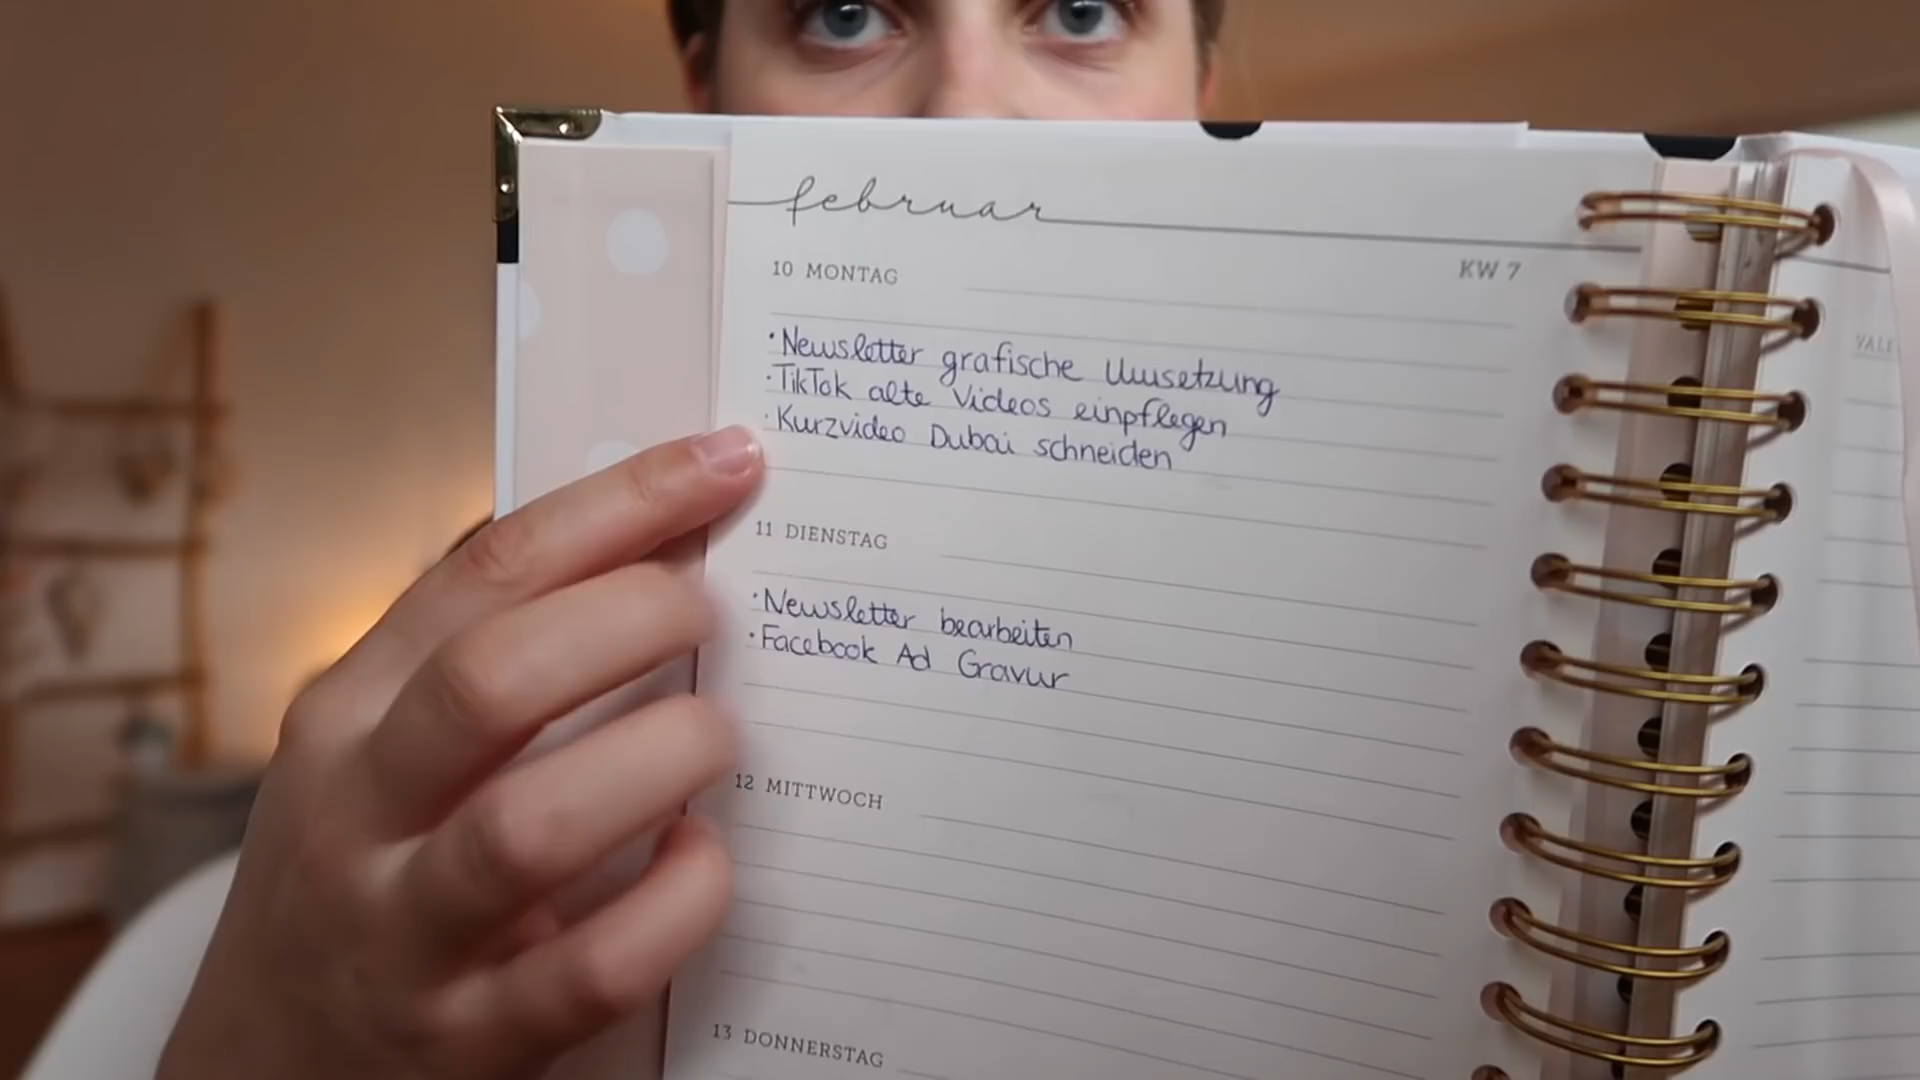 februar
KW 7
10 MONTAG
· Newsletter grafische Umsetzung
· TikTok alte Videos einpflegen
· Kurzvideo Dubai schneiden
11 DIENSTAG
· Newsletter bearbeiten
· Facebook Ad Gravur
12 MITTWOCH
13 DONNERSTAG